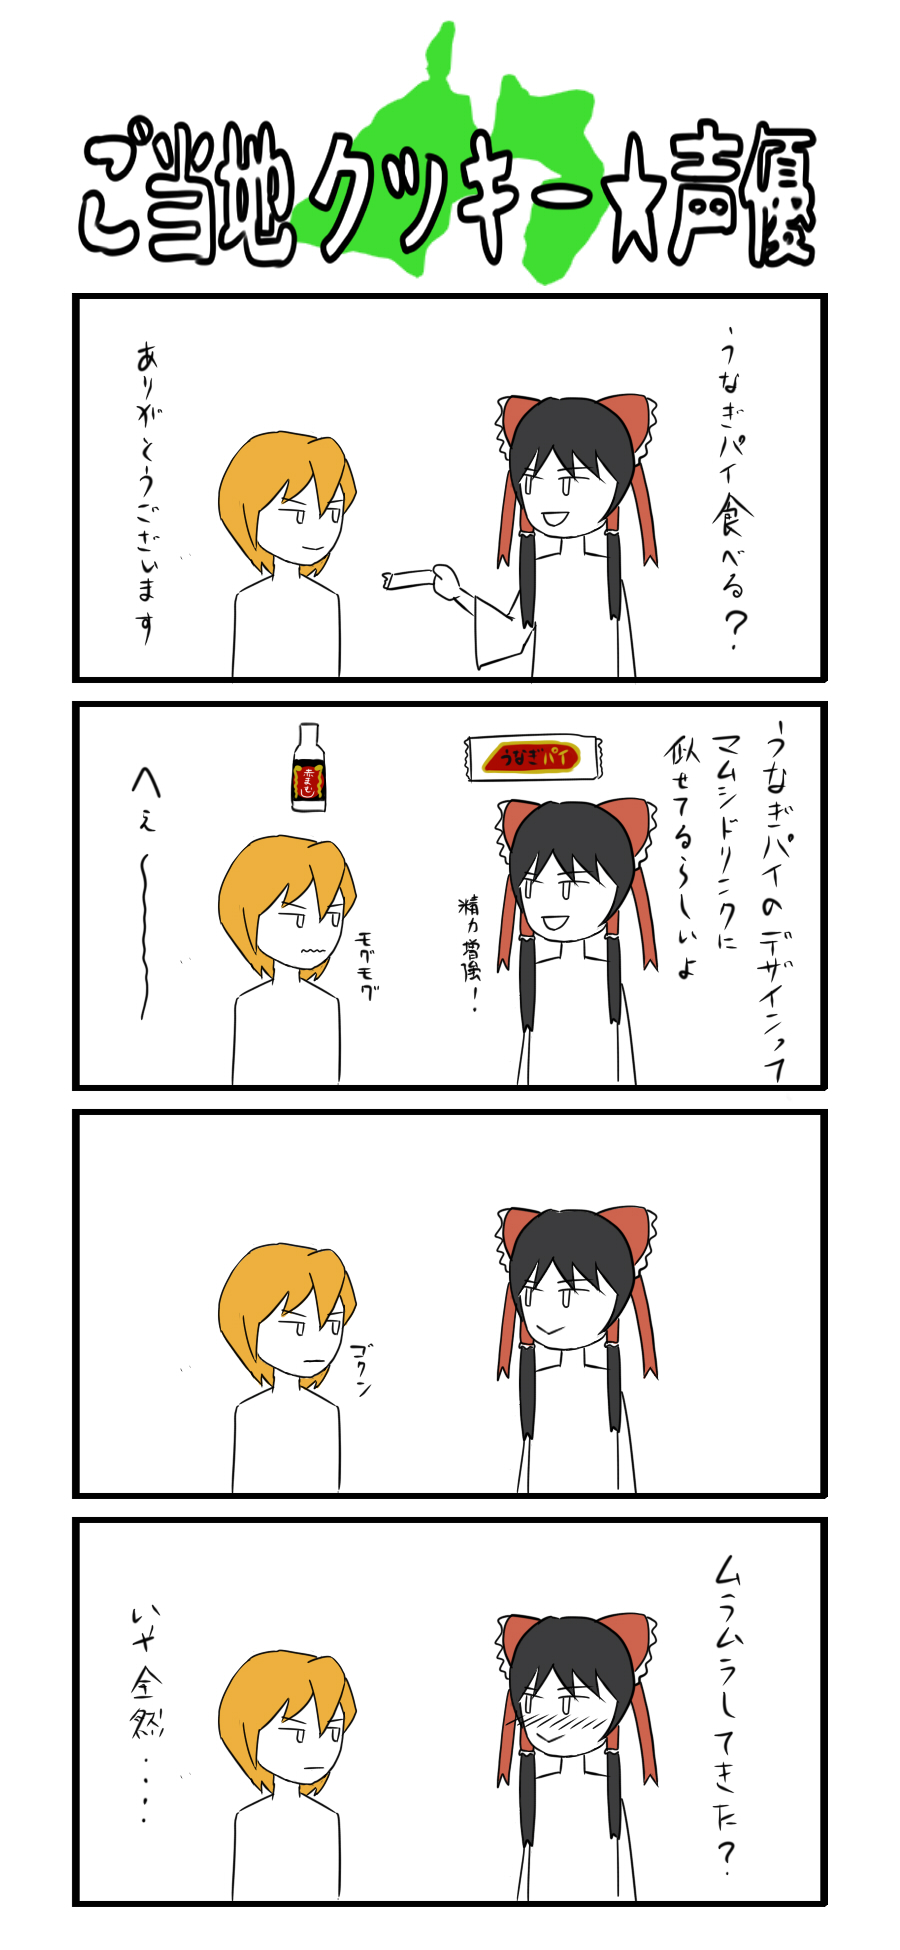 ご当地クッキー★声優
うなぎパイ食べる?
ありがとうございます
うなぎパイのデザインって
マムシドリンクに
似せてるらしいよ
うなぎパイ
精力増強!
赤まむし
モグモグ
へぇ〜
ゴクン
ムラムラしてきた?
いや全然・・・・